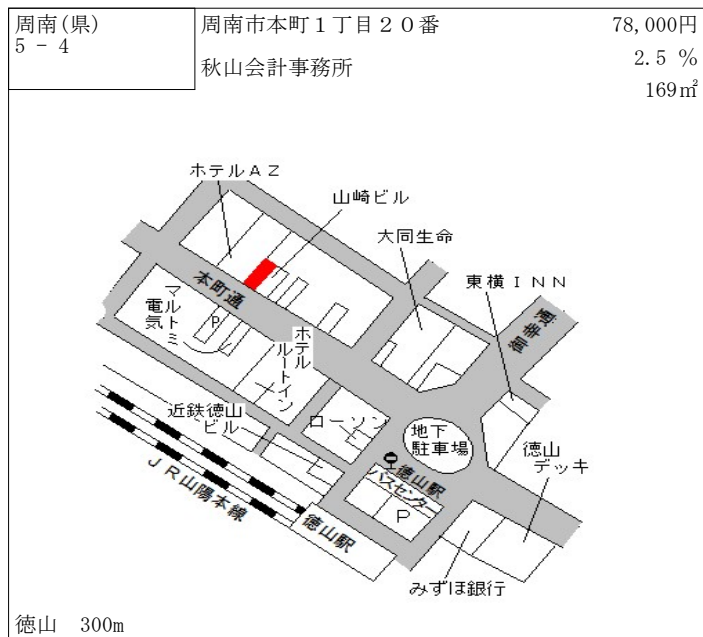 周南(県)
5 - 4
周南市本町１丁目２０番
秋山会計事務所
78,000円
2.5 %
169㎡
ホテルＡＺ
山崎ビル
大同生命
東横ＩＮＮ
本町通
御幸通
マルトミ
電気
P
ホテル
ルートイン
近鉄徳山
ビル
ローソン
地下
駐車場
徳山
デッキ
徳山駅
バスセンター
P
ＪＲ山陽本線
徳山駅
みずほ銀行
徳山　300m